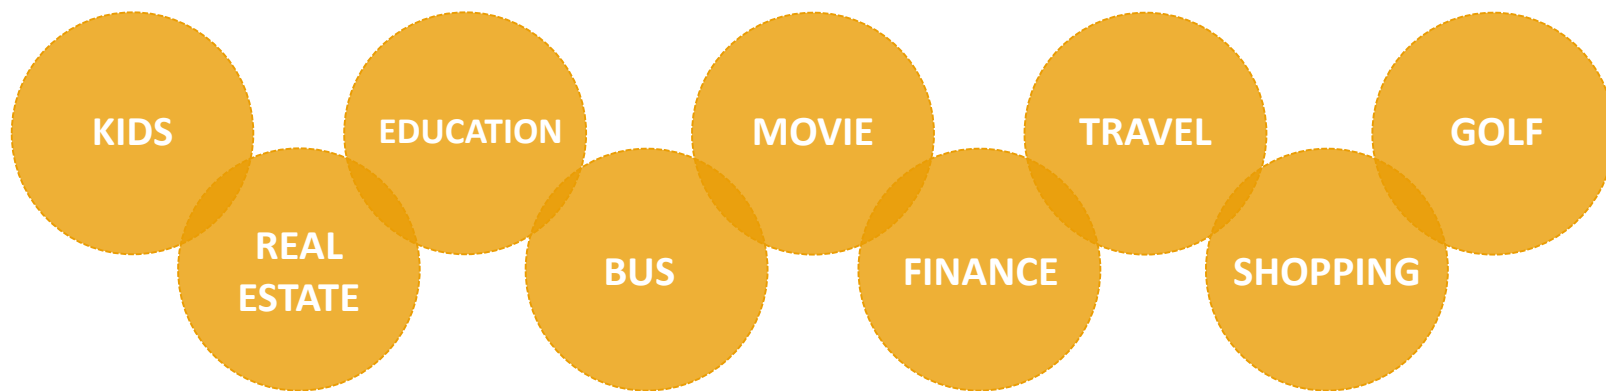 KIDS
EDUCATION
MOVIE
TRAVEL
GOLF
REAL
ESTATE
BUS
FINANCE
SHOPPING